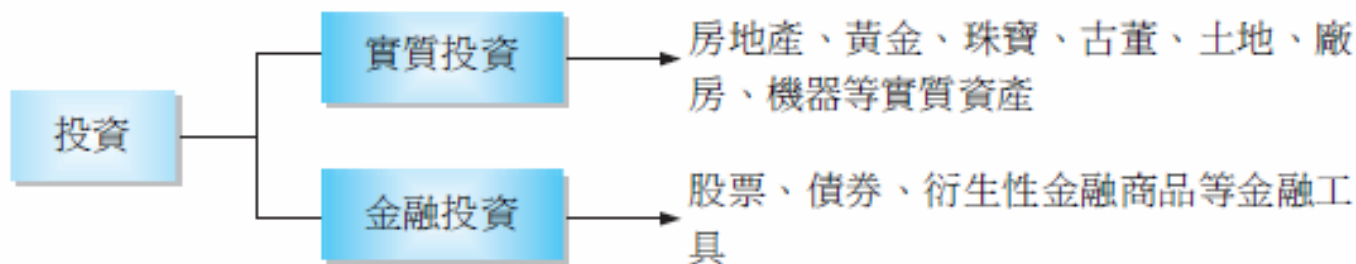 投資
實質投資
房地產、黃金、珠寶、古董、土地、廠
房、機器等實質資產
金融投資
股票、債券、衍生性金融商品等金融工
具